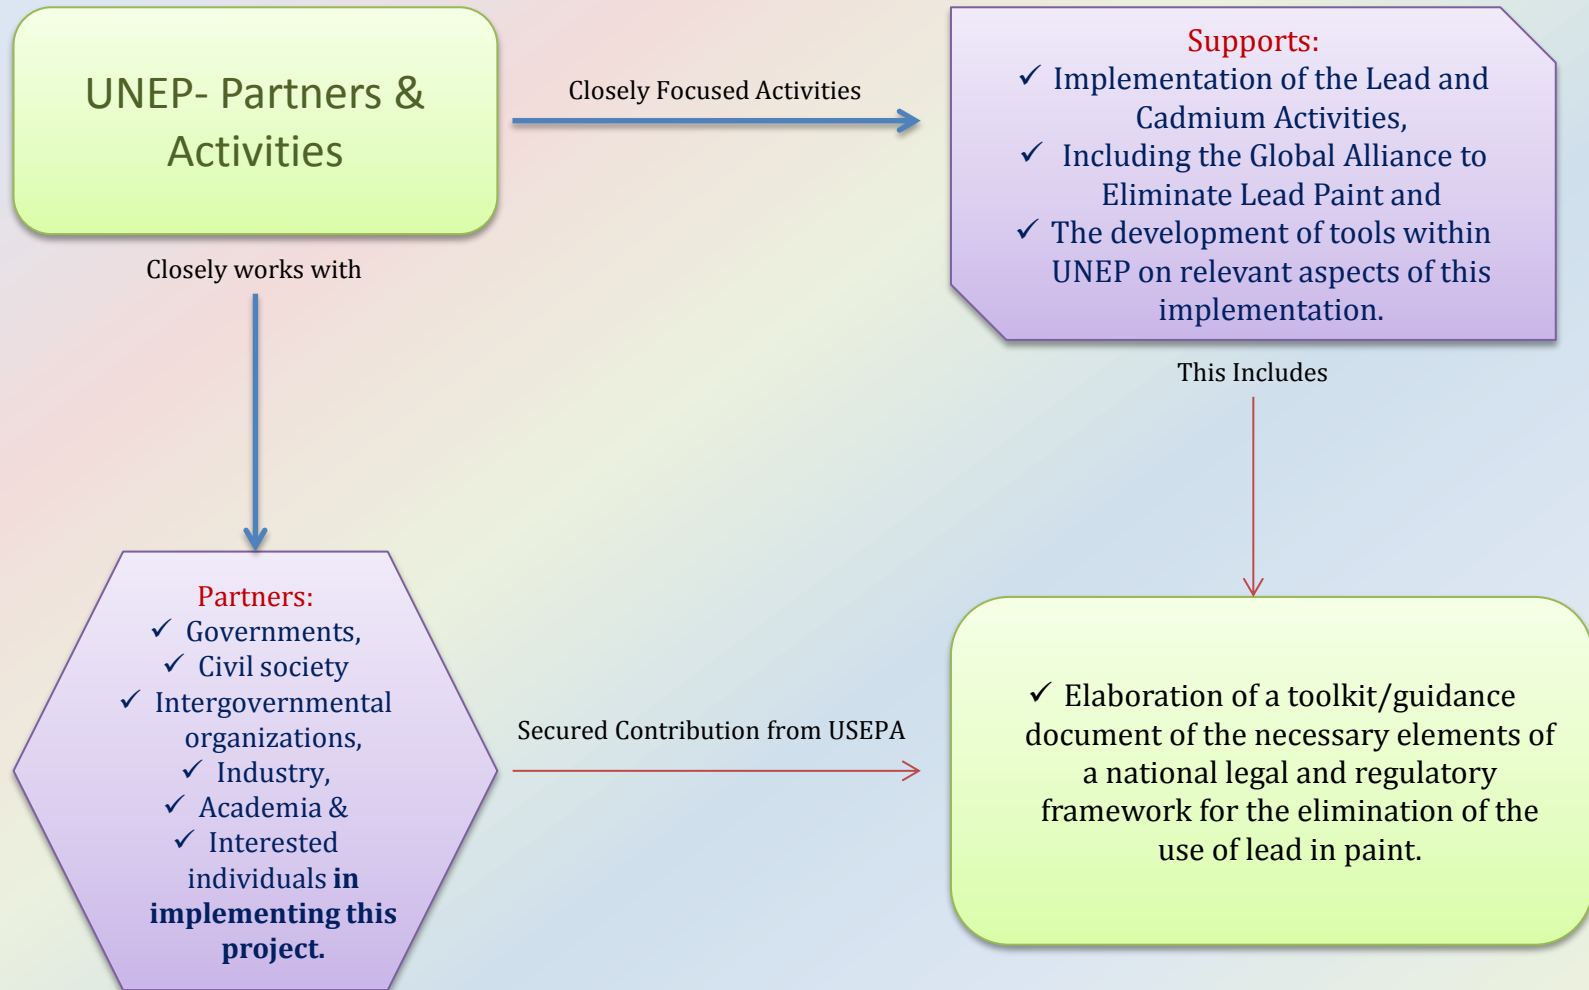 UNEP- Partners &
Activities
Closely Focused Activities
Supports:
✓ Implementation of the Lead and
Cadmium Activities,
✓ Including the Global Alliance to
Eliminate Lead Paint and
✓ The development of tools within
UNEP on relevant aspects of this
implementation.
Closely works with
This Includes
Partners:
✓ Governments,
✓ Civil society
✓ Intergovernmental
organizations,
✓ Industry,
✓ Academia &
✓ Interested
individuals in
implementing this
project.
Secured Contribution from USEPA
✓ Elaboration of a toolkit/guidance
document of the necessary elements of
a national legal and regulatory
framework for the elimination of the
use of lead in paint.